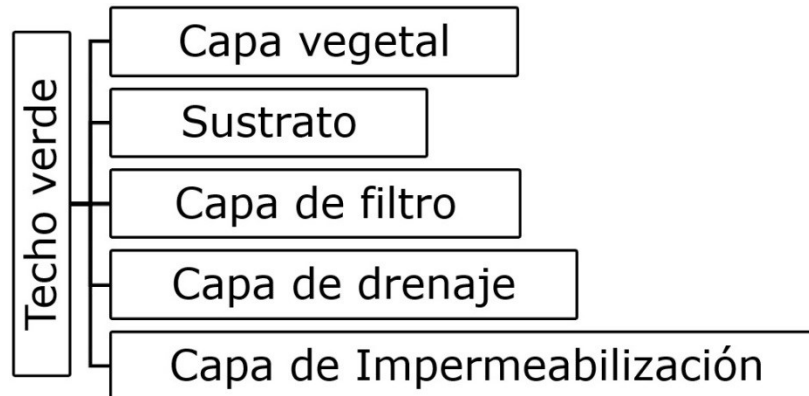 Techo verde
Capa vegetal
Sustrato
Capa de filtro
Capa de drenaje
Capa de Impermeabilización